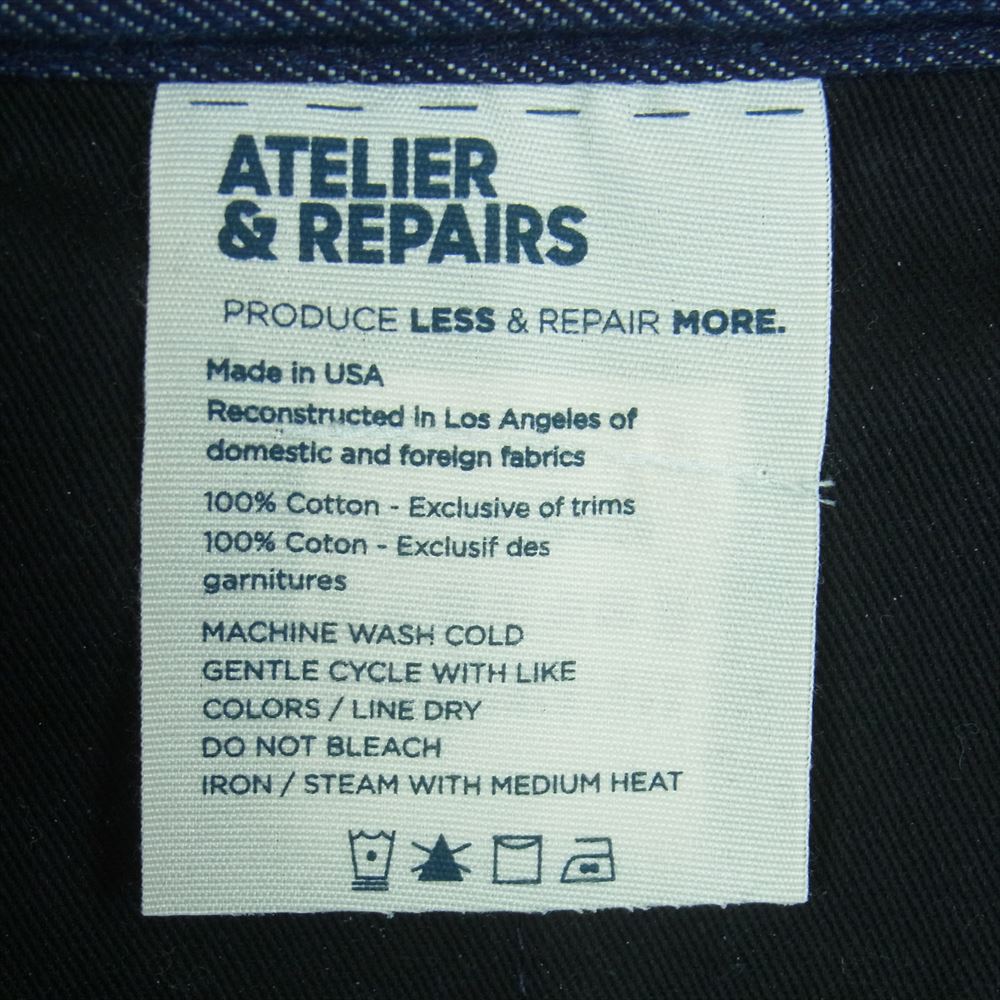 ATELIER
& REPAIRS
PRODUCE LESS & REPAIR MORE.
Made in USA
Reconstructed in Los Angeles of
domestic and foreign fabrics
100% Cotton - Exclusive of trims
100% Coton - Exclusif des
garnitures
MACHINE WASH COLD
GENTLE CYCLE WITH LIKE
COLORS / LINE DRY
DO NOT BLEACH
IRON / STEAM WITH MEDIUM HEAT